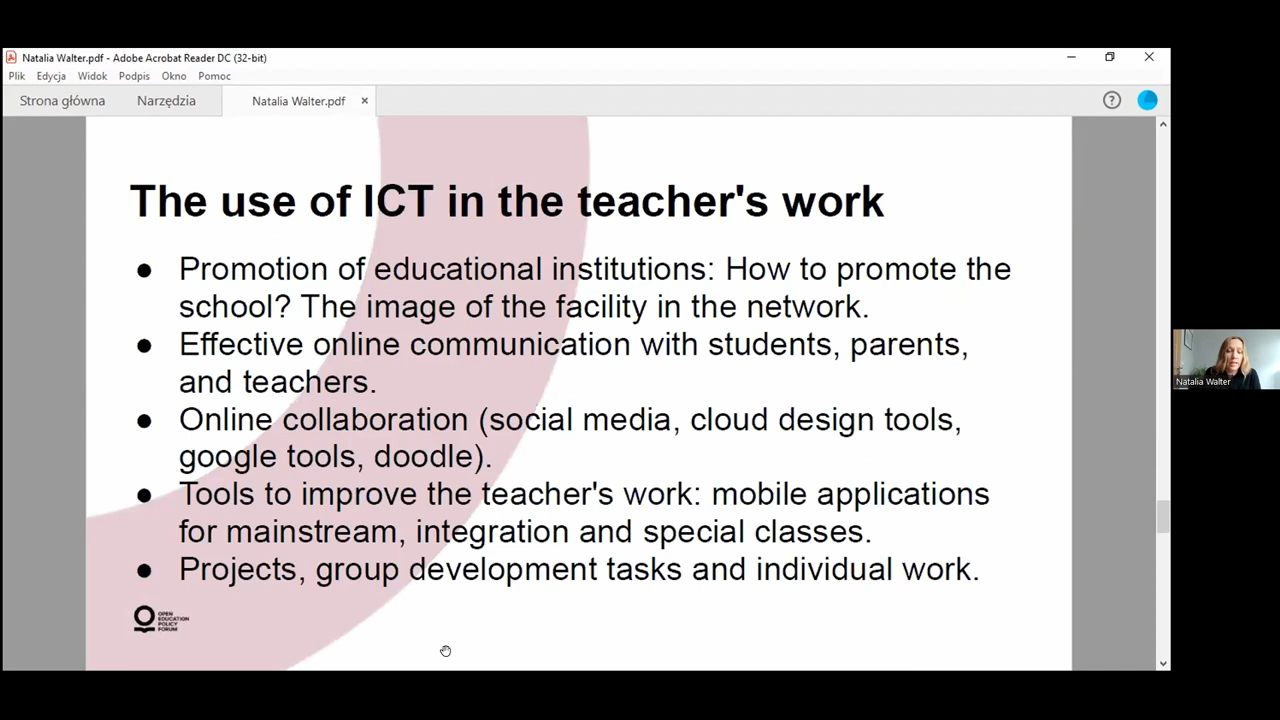 Natalia Walter.pdf - Adobe Acrobat Reader DC (32-bit)
Plik Edycja Widok Podpis Okno Pomoc
Strona główna Narzędzia Natalia Walter.pdf
The use of ICT in the teacher's work
● Promotion of educational institutions: How to promote the
school? The image of the facility in the network.
● Effective online communication with students, parents,
and teachers.
● Online collaboration (social media, cloud design tools,
google tools, doodle).
● Tools to improve the teacher's work: mobile applications
for mainstream, integration and special classes.
● Projects, group development tasks and individual work.
OPEN
EDUCATION
POLICY
FORUM
Natalia Walter